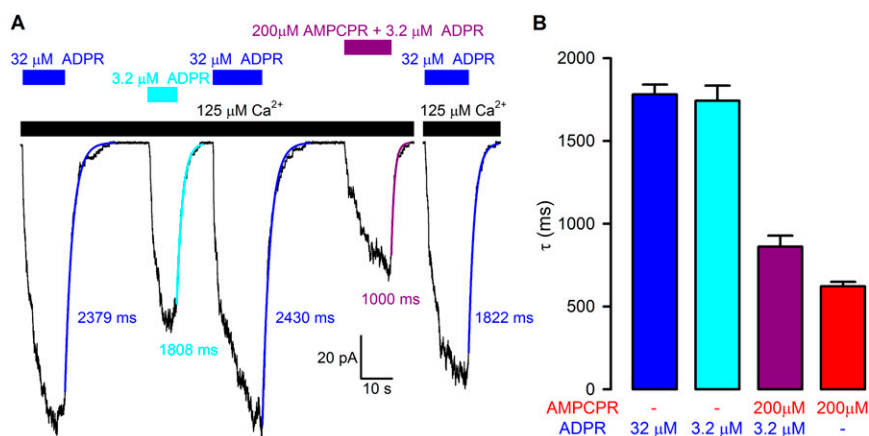 A
200µM AMPCPR + 3.2 µM ADPR
32 µM ADPR
3.2 µM ADPR
32 µM ADPR
32 µM ADPR
125 µM Ca²⁺
125 µM Ca²⁺
2379 ms
1808 ms
2430 ms
1000 ms
1822 ms
20 pA
10 s
B
2000
1500
1000
500
0
τ (ms)
AMPCPR - - 200µM 200µM
ADPR 32 µM 3.2 µM 3.2 µM -